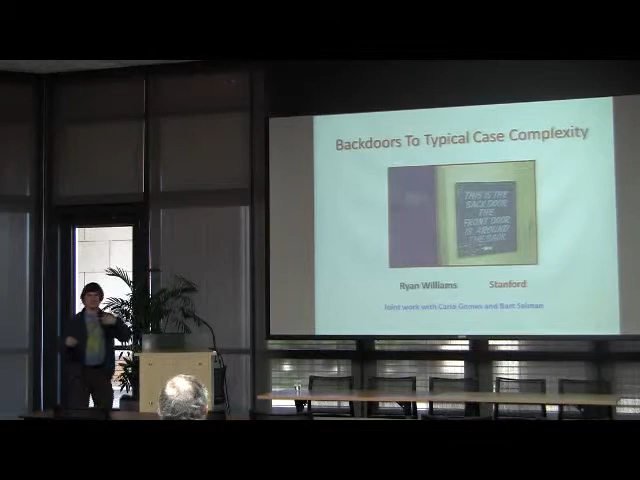 Backdoors To Typical Case Complexity
THIS IS THE
BACK DOOR
THE
FRONT DOOR
IS AROUND
THE BACK
Ryan Williams Stanford
Joint work with Carla Gomes and Bart Selman